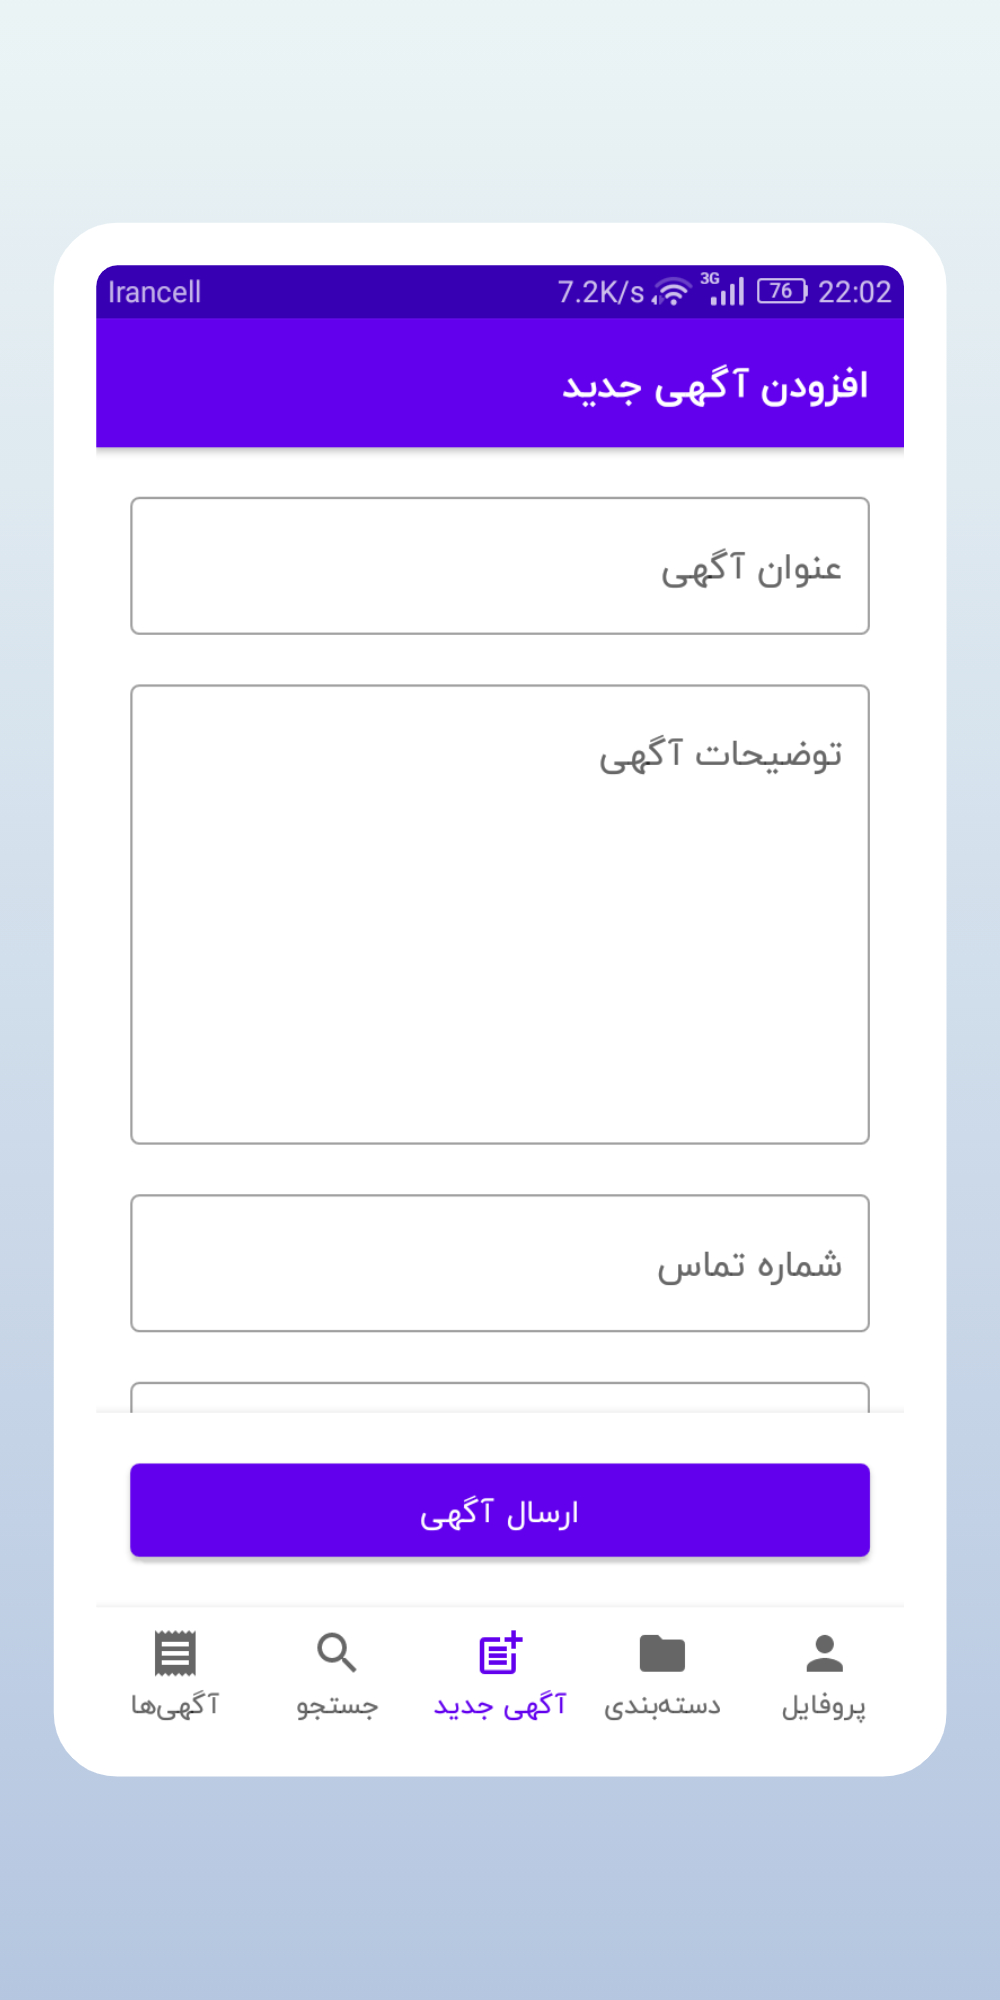 Irancell 7.2K/s 3G 76 22:02
افزودن آگهی جدید
عنوان آگهی
توضیحات آگهی
شماره تماس
ارسال آگهی
پروفایل دسته‌بندی آگهی جدید جستجو آگهی‌ها